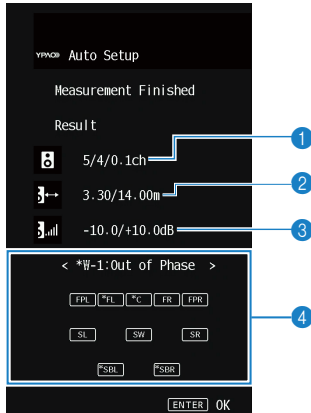 YPAO Auto Setup
Measurement Finished
Result
5/4/0.1ch 1
3.30/14.00m 2
-10.0/+10.0dB 3
< *W-1:Out of Phase >
FPL *FL *C FR FPR
4
SL SW SR
*SBL *SBR
ENTER OK